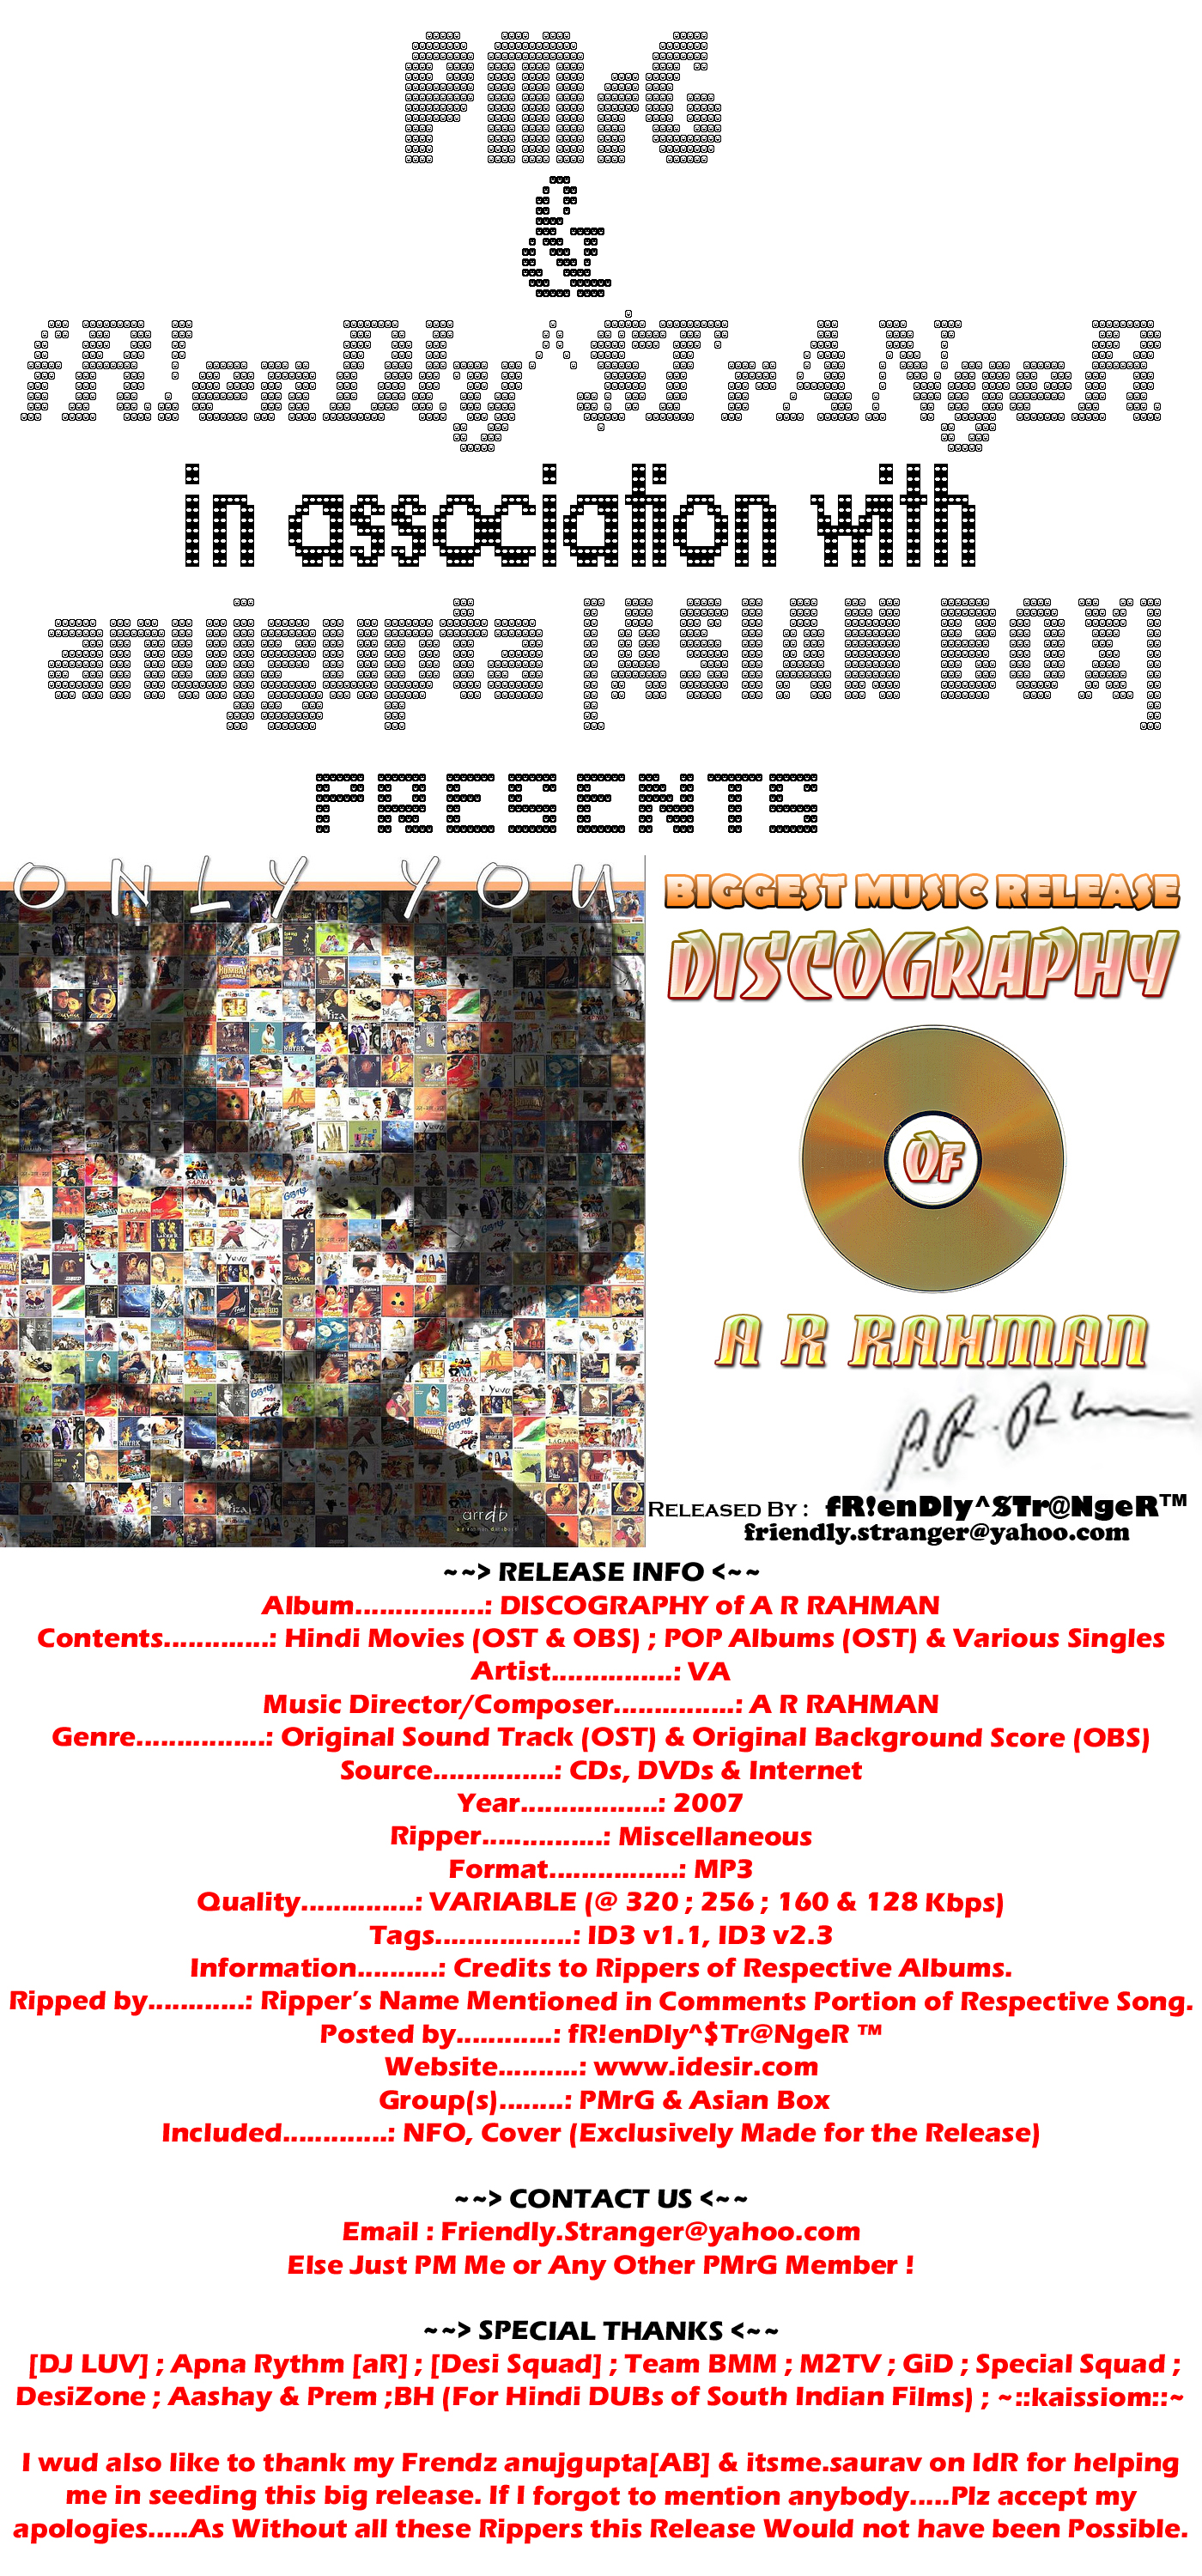 PMrG
&
fR!enDly^$Tr@NgeR
in association with
anujgupta [ASIAN BOX]
PRESENTS
ONLY YOU
BIGGEST MUSIC RELEASE
DISCOGRAPHY
OF
A R RAHMAN
A.R. Rahman
arrdb
RELEASED BY : fR!enDly^$Tr@NgeR™
friendly.stranger@yahoo.com
~~> RELEASE INFO <~~
Album................: DISCOGRAPHY of A R RAHMAN
Contents.............: Hindi Movies (OST & OBS) ; POP Albums (OST) & Various Singles
Artist...............: VA
Music Director/Composer...............: A R RAHMAN
Genre................: Original Sound Track (OST) & Original Background Score (OBS)
Source...............: CDs, DVDs & Internet
Year.................: 2007
Ripper...............: Miscellaneous
Format................: MP3
Quality..............: VARIABLE (@ 320 ; 256 ; 160 & 128 Kbps)
Tags.................: ID3 v1.1, ID3 v2.3
Information..........: Credits to Rippers of Respective Albums.
Ripped by............: Ripper’s Name Mentioned in Comments Portion of Respective Song.
Posted by............: fR!enDly^$Tr@NgeR ™
Website..........: www.idesir.com
Group(s)........: PMrG & Asian Box
Included.............: NFO, Cover (Exclusively Made for the Release)
~~> CONTACT US <~~
Email : Friendly.Stranger@yahoo.com
Else Just PM Me or Any Other PMrG Member !
~~> SPECIAL THANKS <~~
[DJ LUV] ; Apna Rythm [aR] ; [Desi Squad] ; Team BMM ; M2TV ; GiD ; Special Squad ;
DesiZone ; Aashay & Prem ;BH (For Hindi DUBs of South Indian Films) ; ~::kaissiom::~
I wud also like to thank my Frendz anujgupta[AB] & itsme.saurav on IdR for helping
me in seeding this big release. If I forgot to mention anybody.....Plz accept my
apologies.....As Without all these Rippers this Release Would not have been Possible.